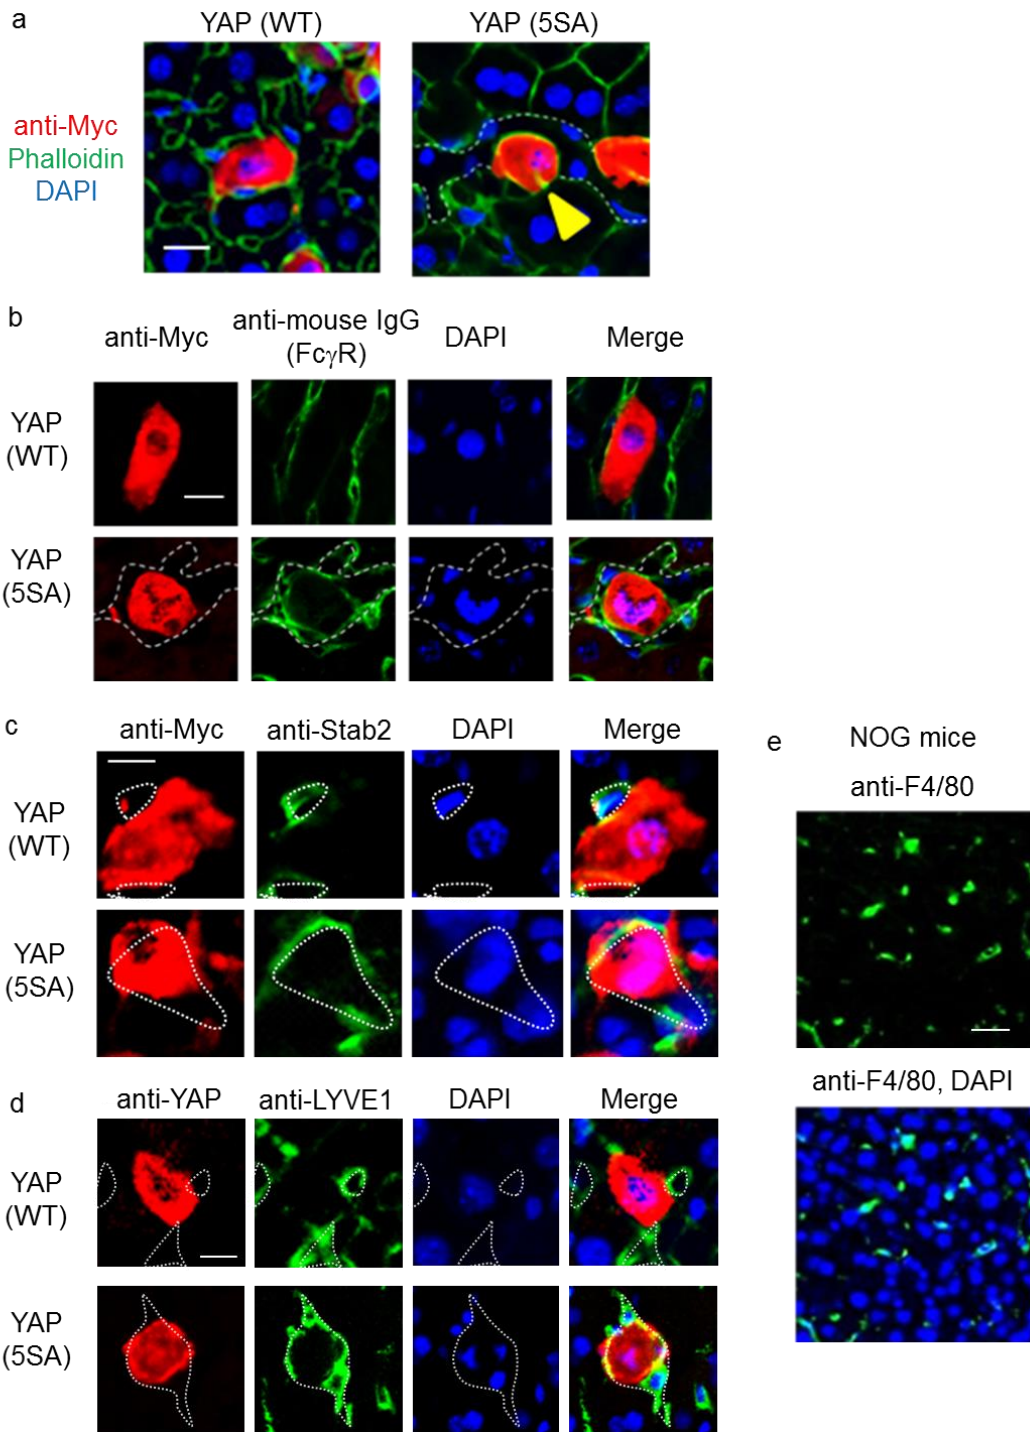 a
YAP (WT)
YAP (5SA)
anti-Myc
Phalloidin
DAPI
b
anti-Myc
anti-mouse IgG
(FcγR)
DAPI
Merge
YAP
(WT)
YAP
(5SA)
c
anti-Myc
anti-Stab2
DAPI
Merge
YAP
(WT)
YAP
(5SA)
d
anti-YAP
anti-LYVE1
DAPI
Merge
YAP
(WT)
YAP
(5SA)
e
NOG mice
anti-F4/80
anti-F4/80, DAPI